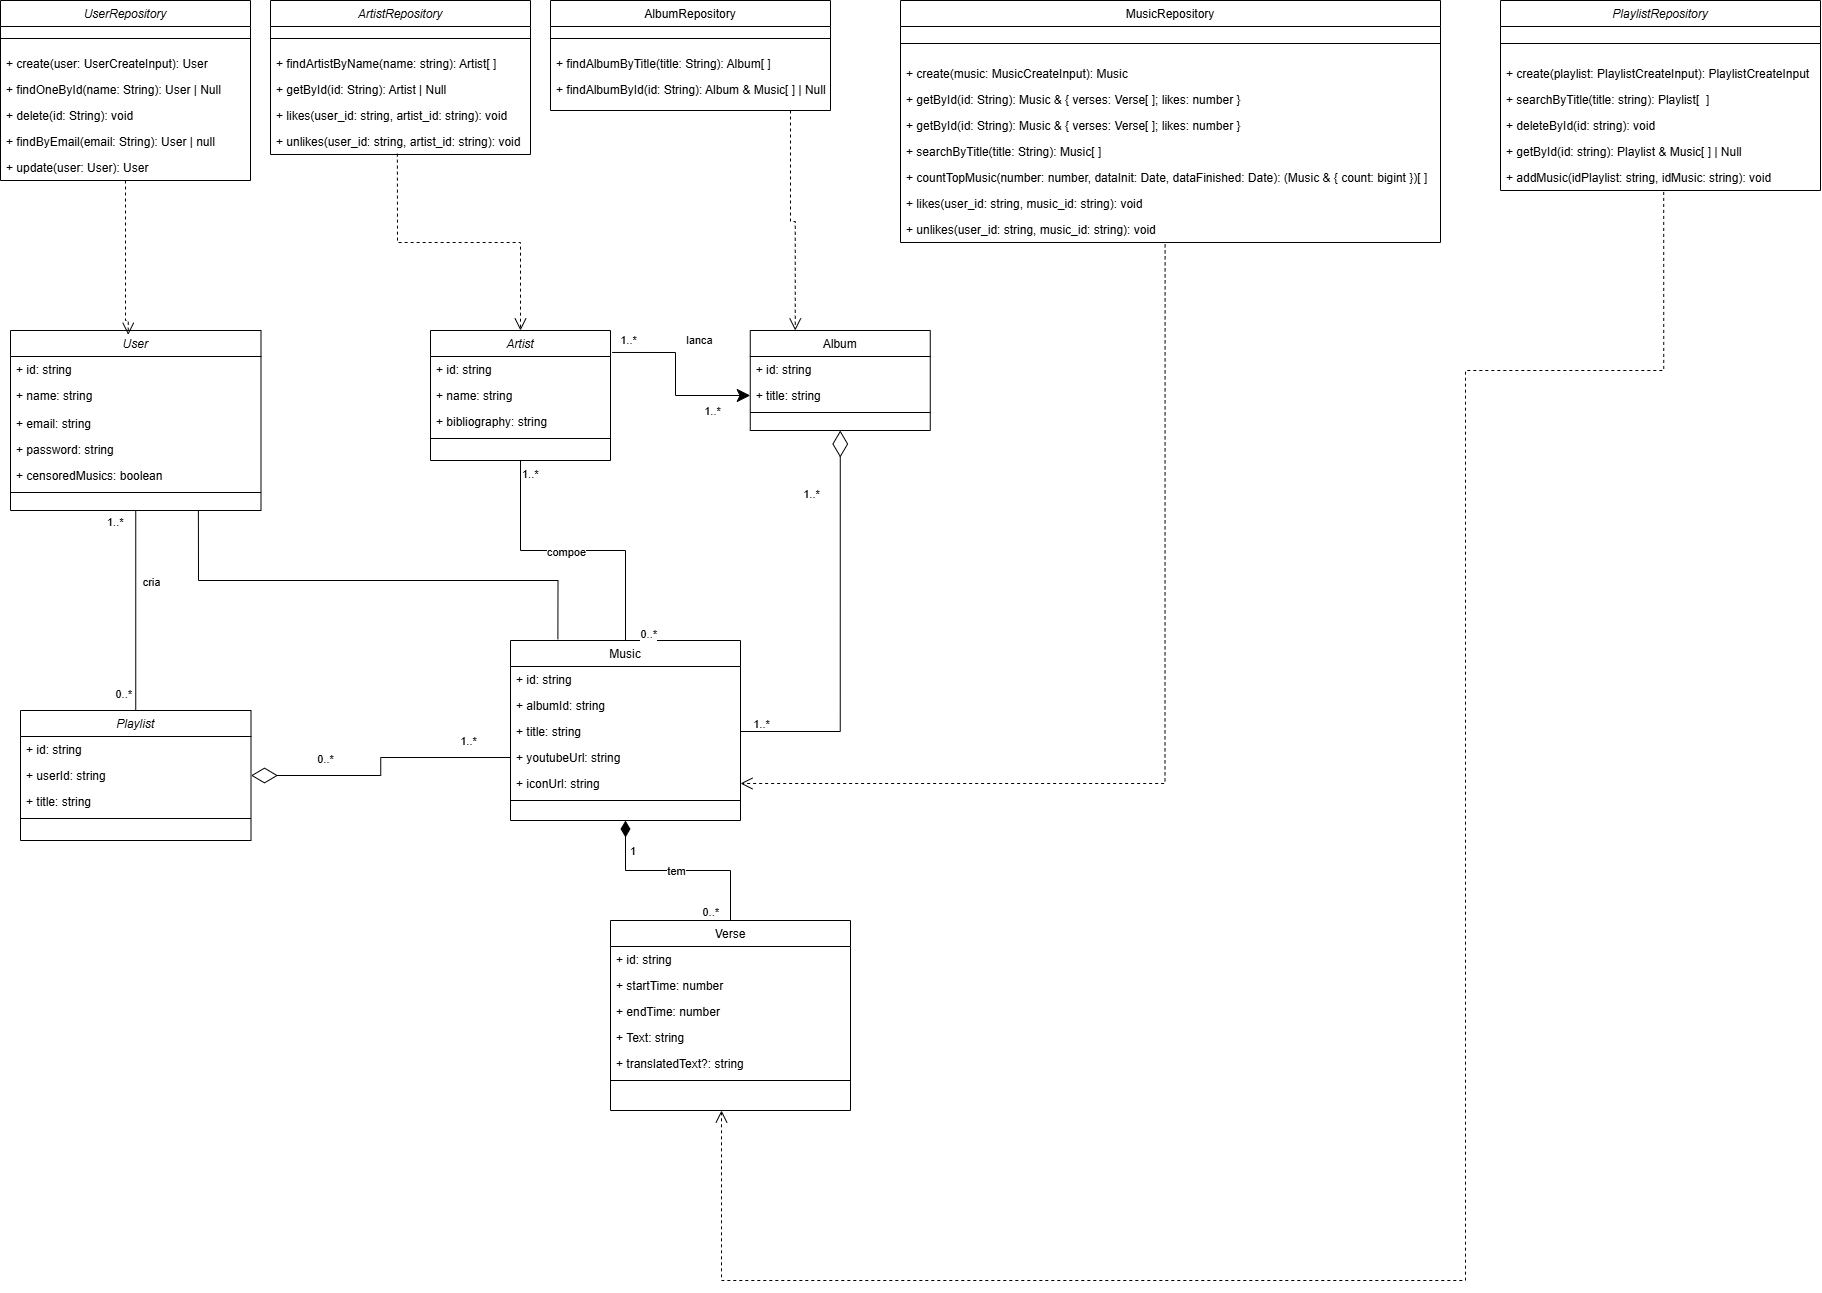 UserRepository
+ create(user: UserCreateInput): User
+ findOneById(name: String): User | Null
+ delete(id: String): void
+ findByEmail(email: String): User | null
+ update(user: User): User
ArtistRepository
+ findArtistByName(name: string): Artist[ ]
+ getById(id: String): Artist | Null
+ likes(user_id: string, artist_id: string): void
+ unlikes(user_id: string, artist_id: string): void
AlbumRepository
+ findAlbumByTitle(title: String): Album[ ]
+ findAlbumById(id: String): Album & Music[ ] | Null
MusicRepository
+ create(music: MusicCreateInput): Music
+ getById(id: String): Music & { verses: Verse[ ]; likes: number }
+ getById(id: String): Music & { verses: Verse[ ]; likes: number }
+ searchByTitle(title: String): Music[ ]
+ countTopMusic(number: number, dataInit: Date, dataFinished: Date): (Music & { count: bigint })[ ]
+ likes(user_id: string, music_id: string): void
+ unlikes(user_id: string, music_id: string): void
PlaylistRepository
+ create(playlist: PlaylistCreateInput): PlaylistCreateInput
+ searchByTitle(title: string): Playlist[  ]
+ deleteById(id: string): void
+ getById(id: string): Playlist & Music[ ] | Null
+ addMusic(idPlaylist: string, idMusic: string): void
User
+ id: string
+ name: string
+ email: string
+ password: string
+ censoredMusics: boolean
Artist
+ id: string
+ name: string
+ bibliography: string
1..*
lanca
1..*
Album
+ id: string
+ title: string
1..*
1..*
1..*
cria
compoe
0..*
0..*
Music
+ id: string
+ albumId: string
+ title: string
+ youtubeUrl: string
+ iconUrl: string
1..*
Playlist
+ id: string
+ userId: string
+ title: string
0..*
1..*
1
tem
0..*
Verse
+ id: string
+ startTime: number
+ endTime: number
+ Text: string
+ translatedText?: string